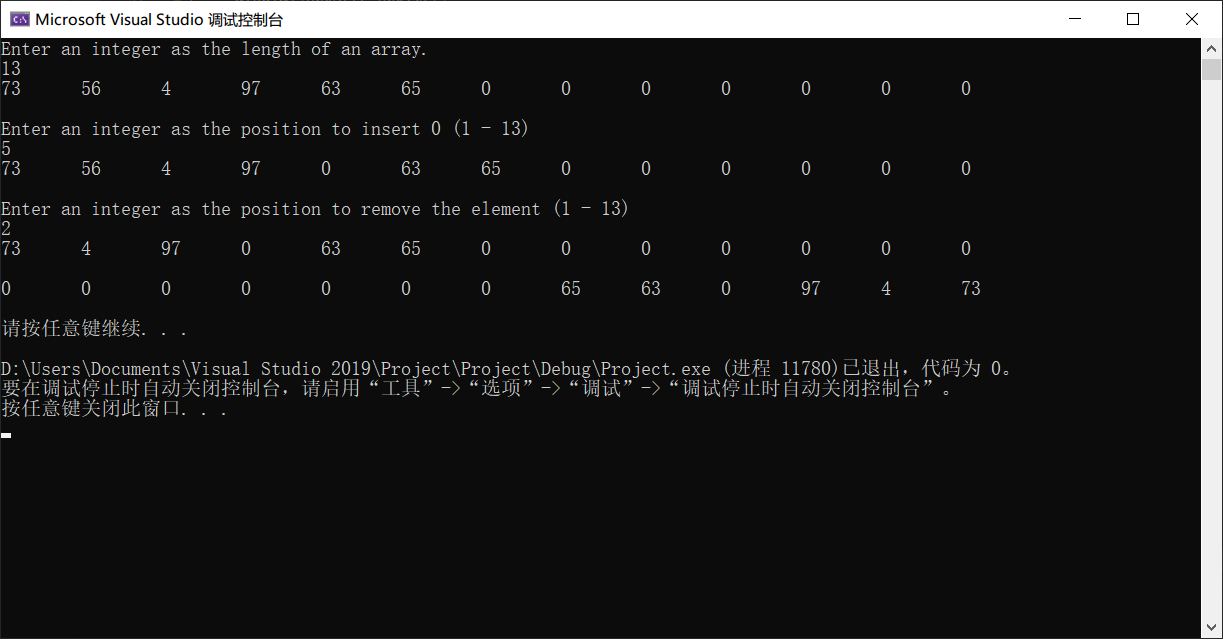 Microsoft Visual Studio 调试控制台
Enter an integer as the length of an array.
13
73 56 4 97 63 65 0 0 0 0 0 0 0
Enter an integer as the position to insert 0 (1 - 13)
5
73 56 4 97 0 63 65 0 0 0 0 0 0
Enter an integer as the position to remove the element (1 - 13)
2
73 4 97 0 63 65 0 0 0 0 0 0 0
0 0 0 0 0 0 0 65 63 0 97 4 73
请按任意键继续. . .
D:\Users\Documents\Visual Studio 2019\Project\Project\Debug\Project.exe (进程 11780)已退出，代码为 0。
要在调试停止时自动关闭控制台，请启用“工具”->“选项”->“调试”->“调试停止时自动关闭控制台”。
按任意键关闭此窗口. . .